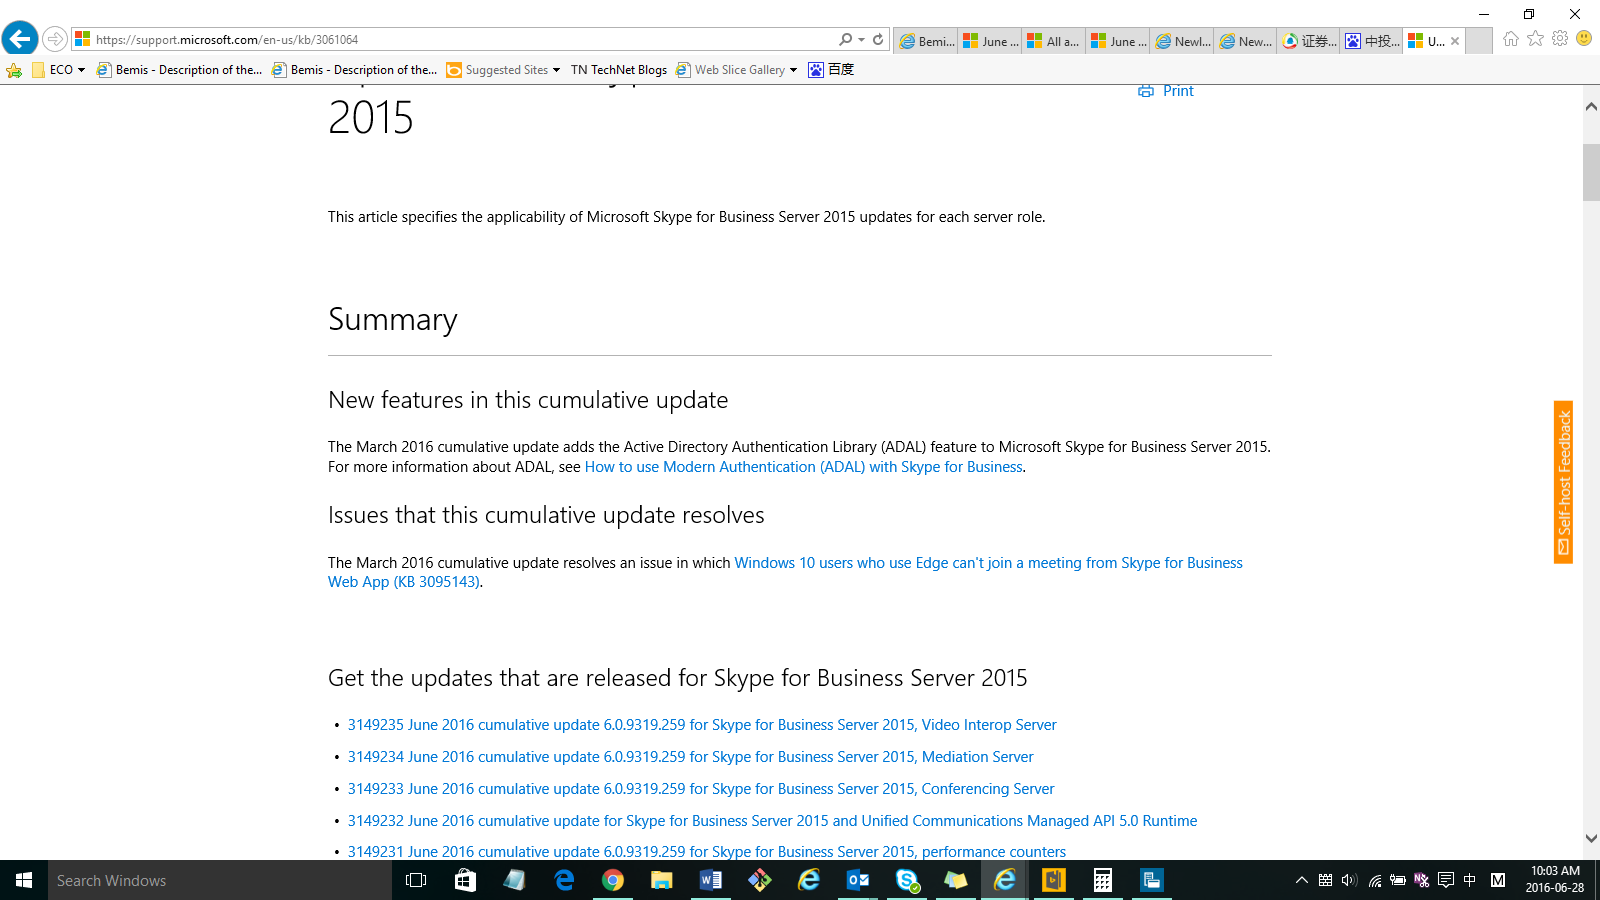 https://support.microsoft.com/en-us/kb/3061064
Bemi...
June ...
All a...
June ...
Newl...
New...
证券...
中投...
U...
ECO
Bemis - Description of the...
Bemis - Description of the...
Suggested Sites
TN TechNet Blogs
Web Slice Gallery
百度
2015
Print
This article specifies the applicability of Microsoft Skype for Business Server 2015 updates for each server role.
Summary
New features in this cumulative update
The March 2016 cumulative update adds the Active Directory Authentication Library (ADAL) feature to Microsoft Skype for Business Server 2015.
For more information about ADAL, see How to use Modern Authentication (ADAL) with Skype for Business.
Issues that this cumulative update resolves
The March 2016 cumulative update resolves an issue in which Windows 10 users who use Edge can't join a meeting from Skype for Business
Web App (KB 3095143).
Self-host Feedback
Get the updates that are released for Skype for Business Server 2015
• 3149235 June 2016 cumulative update 6.0.9319.259 for Skype for Business Server 2015, Video Interop Server
• 3149234 June 2016 cumulative update 6.0.9319.259 for Skype for Business Server 2015, Mediation Server
• 3149233 June 2016 cumulative update 6.0.9319.259 for Skype for Business Server 2015, Conferencing Server
• 3149232 June 2016 cumulative update for Skype for Business Server 2015 and Unified Communications Managed API 5.0 Runtime
• 3149231 June 2016 cumulative update 6.0.9319.259 for Skype for Business Server 2015, performance counters
Search Windows
中
M
10:03 AM
2016-06-28